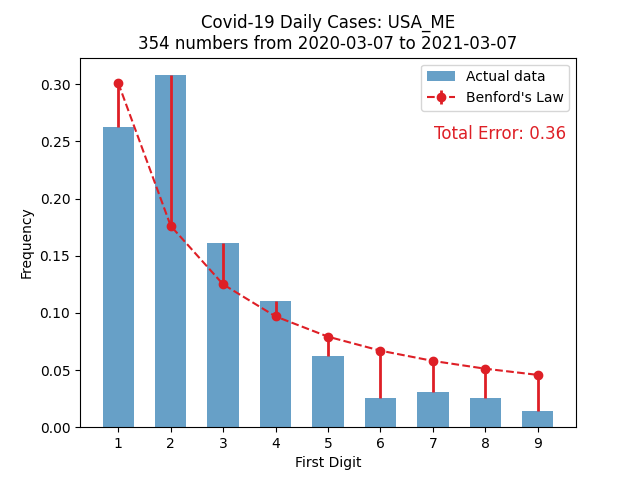 Covid-19 Daily Cases: USA_ME
354 numbers from 2020-03-07 to 2021-03-07
Actual data
Benford's Law
Total Error: 0.36
Frequency
0.30
0.25
0.20
0.15
0.10
0.05
0.00
1 2 3 4 5 6 7 8 9
First Digit